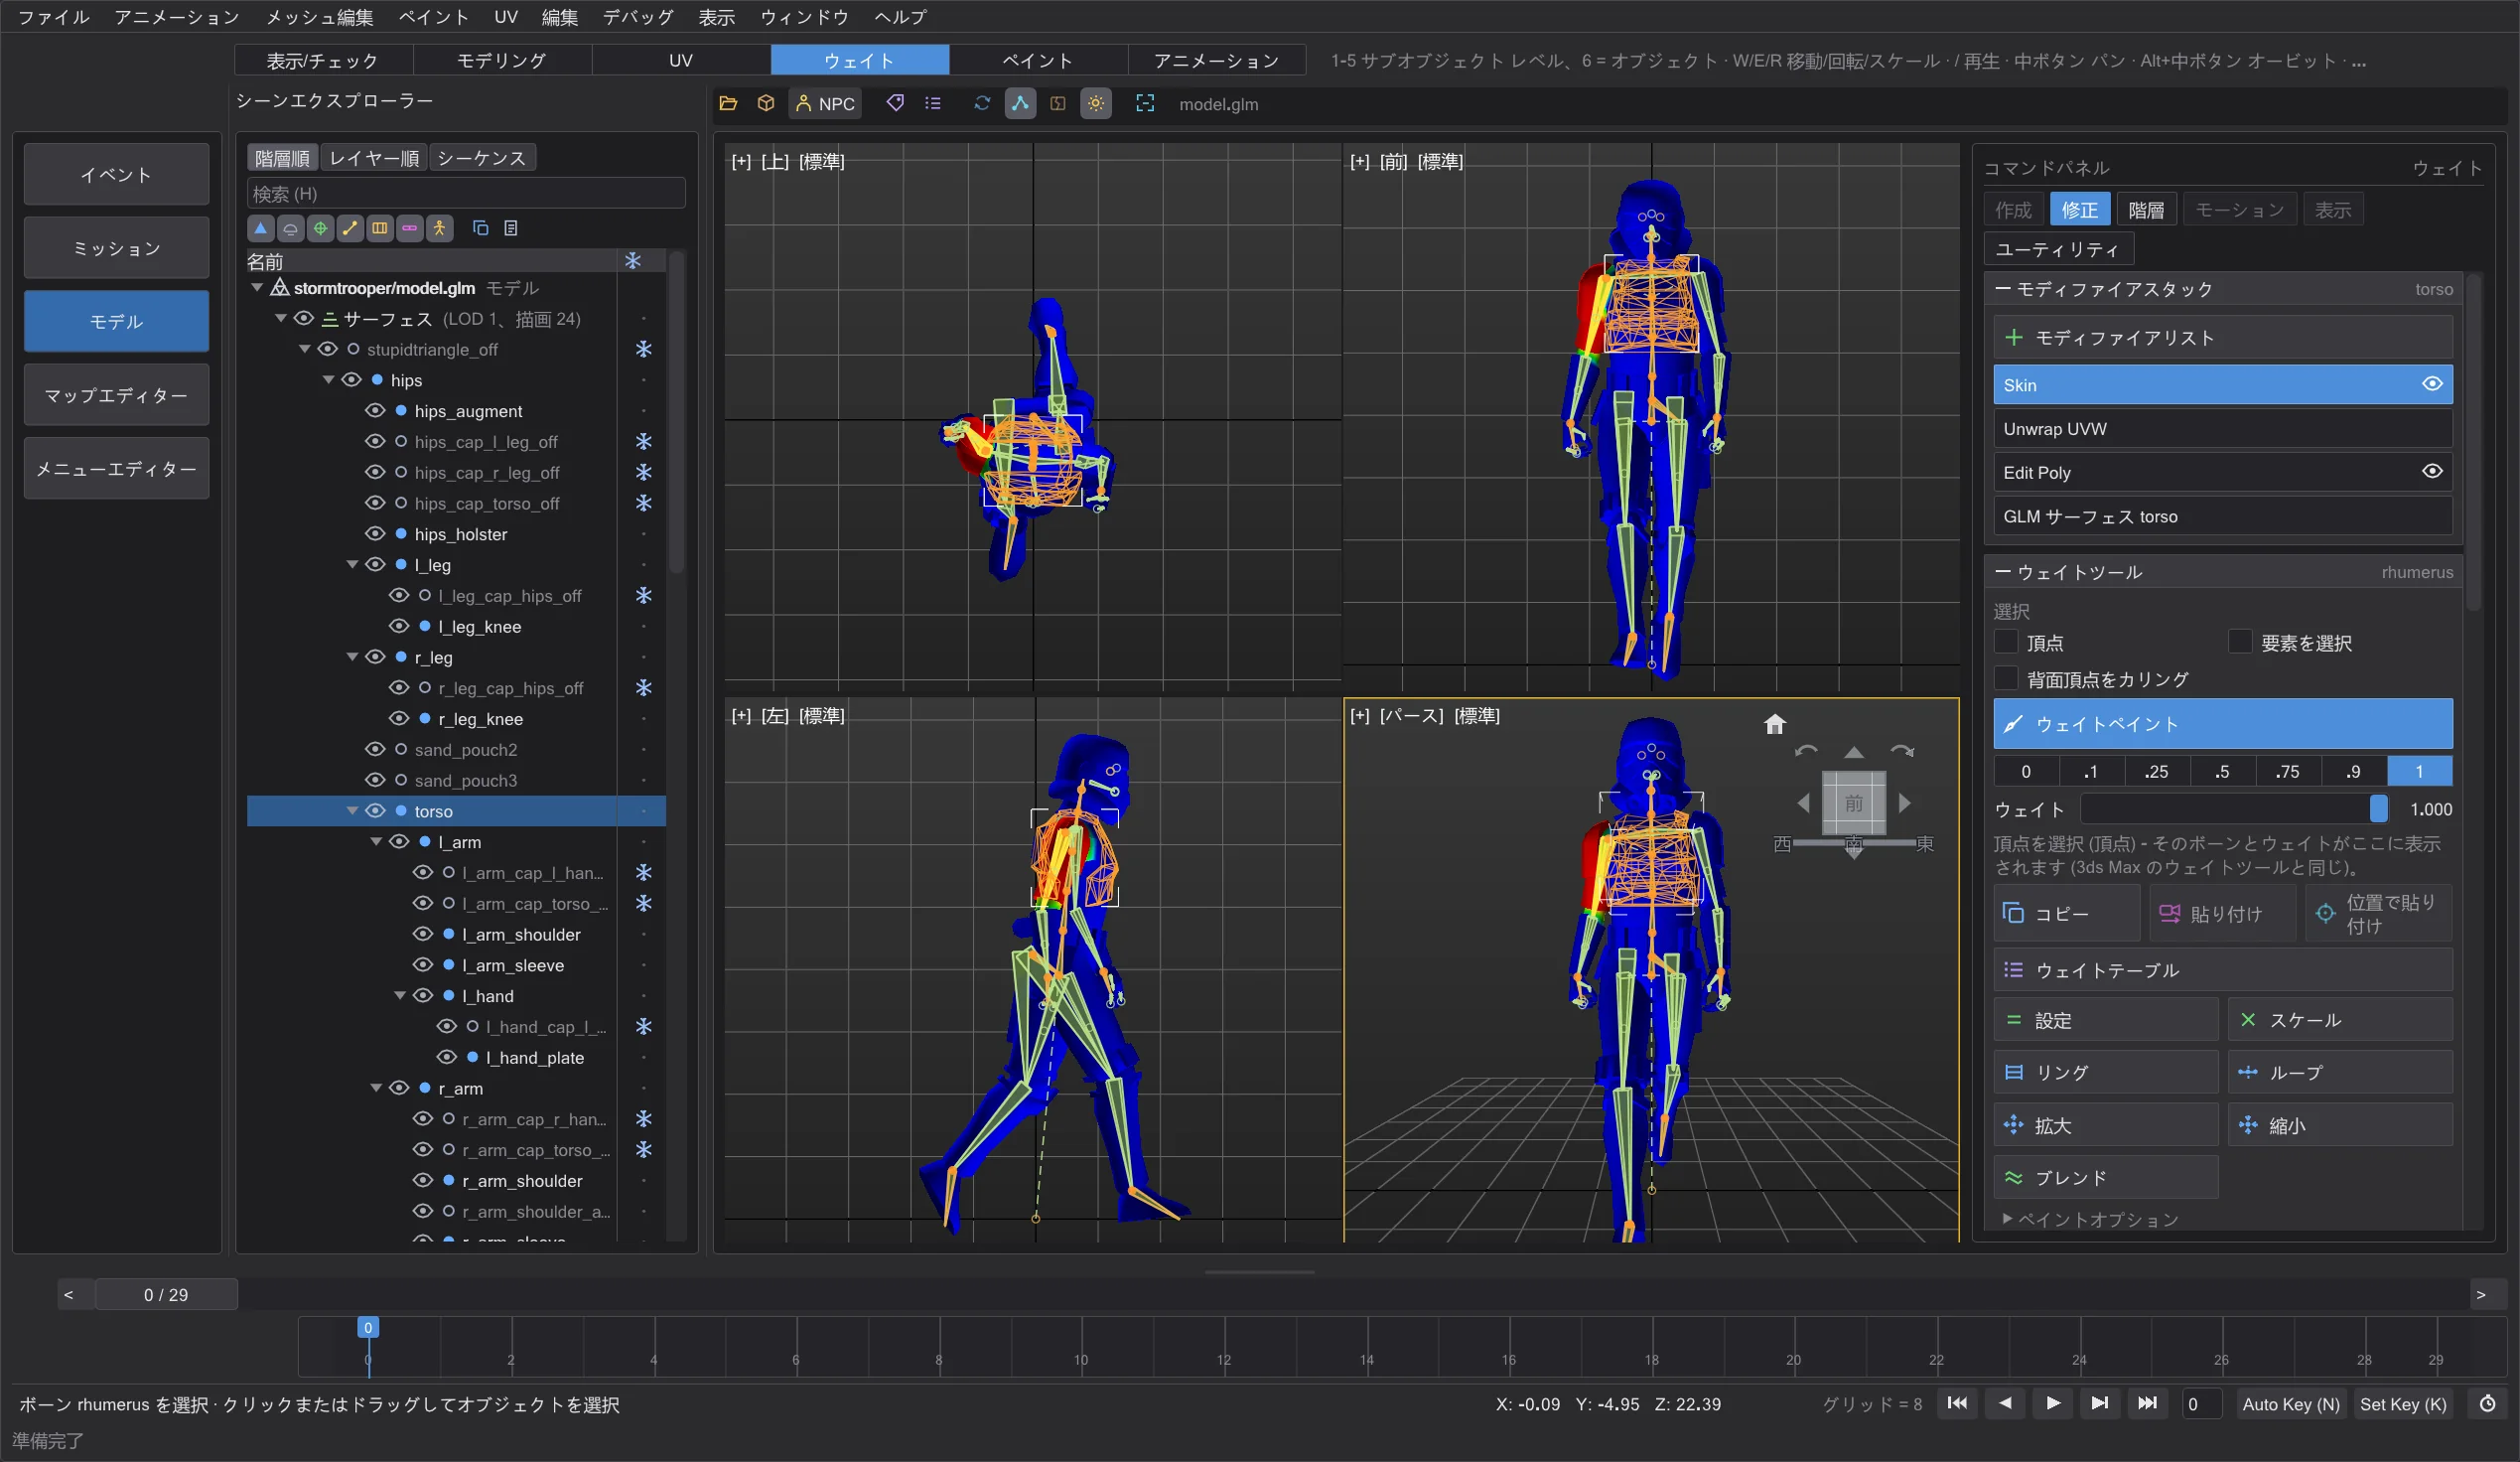 ファイル アニメーション メッシュ編集 ペイント UV 編集 デバッグ 表示 ウィンドウ ヘルプ
表示/チェック モデリング UV ウェイト ペイント アニメーション 1-5 サブオブジェクト レベル、6 = オブジェクト · W/E/R 移動/回転/スケール · / 再生 · 中ボタン パン · Alt+中ボタン オービット · ...
シーンエクスプローラー
NPC model.glm
イベント
ミッション
モデル
マップエディター
メニューエディター
階層順 レイヤー順 シーケンス
検索 (H)
名前
stormtrooper/model.glm モデル
サーフェス (LOD 1、描画 24)
stupidtriangle_off
hips
hips_augment
hips_cap_l_leg_off
hips_cap_r_leg_off
hips_cap_torso_off
hips_holster
l_leg
l_leg_cap_hips_off
l_leg_knee
r_leg
r_leg_cap_hips_off
r_leg_knee
sand_pouch2
sand_pouch3
torso
l_arm
l_arm_cap_l_han...
l_arm_cap_torso_...
l_arm_shoulder
l_arm_sleeve
l_hand
l_hand_cap_l_...
l_hand_plate
r_arm
r_arm_cap_r_han...
r_arm_cap_torso_...
r_arm_shoulder
r_arm_shoulder_a...
r_arm_sleeve
[+] [上] [標準]
[+] [前] [標準]
[+] [左] [標準]
[+] [パース] [標準]
前
西 南 東
コマンドパネル ウェイト
作成 修正 階層 モーション 表示
ユーティリティ
モディファイアスタック torso
モディファイアリスト
Skin
Unwrap UVW
Edit Poly
GLM サーフェス torso
ウェイトツール rhumerus
選択
頂点 要素を選択
背面頂点をカリング
ウェイトペイント
0 .1 .25 .5 .75 .9 1
ウェイト 1.000
頂点を選択 (頂点) - そのボーンとウェイトがここに表示
されます (3ds Max のウェイトツールと同じ)。
コピー 貼り付け 位置で貼り
付け
ウェイトテーブル
設定 スケール
リング ループ
拡大 縮小
ブレンド
ペイントオプション
< 0 / 29 >
0
0 2 4 6 8 10 12 14 16 18 20 22 24 26 28 29
ボーン rhumerus を選択 · クリックまたはドラッグしてオブジェクトを選択 X: -0.09 Y: -4.95 Z: 22.39 グリッド = 8 0 Auto Key (N) Set Key (K)
準備完了